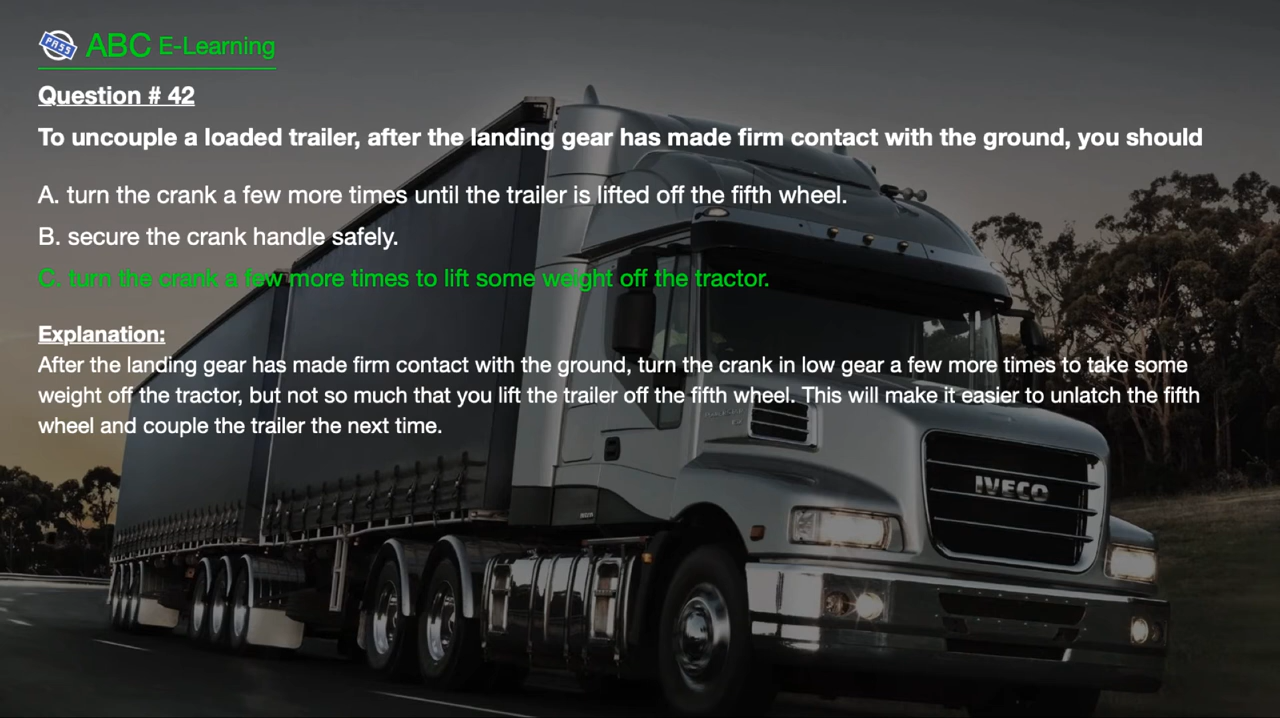 PASS ABC E-Learning
Question # 42
To uncouple a loaded trailer, after the landing gear has made firm contact with the ground, you should
A. turn the crank a few more times until the trailer is lifted off the fifth wheel.
B. secure the crank handle safely.
C. turn the crank a few more times to lift some weight off the tractor.
Explanation:
After the landing gear has made firm contact with the ground, turn the crank in low gear a few more times to take some
weight off the tractor, but not so much that you lift the trailer off the fifth wheel. This will make it easier to unlatch the fifth
wheel and couple the trailer the next time.
IVECO